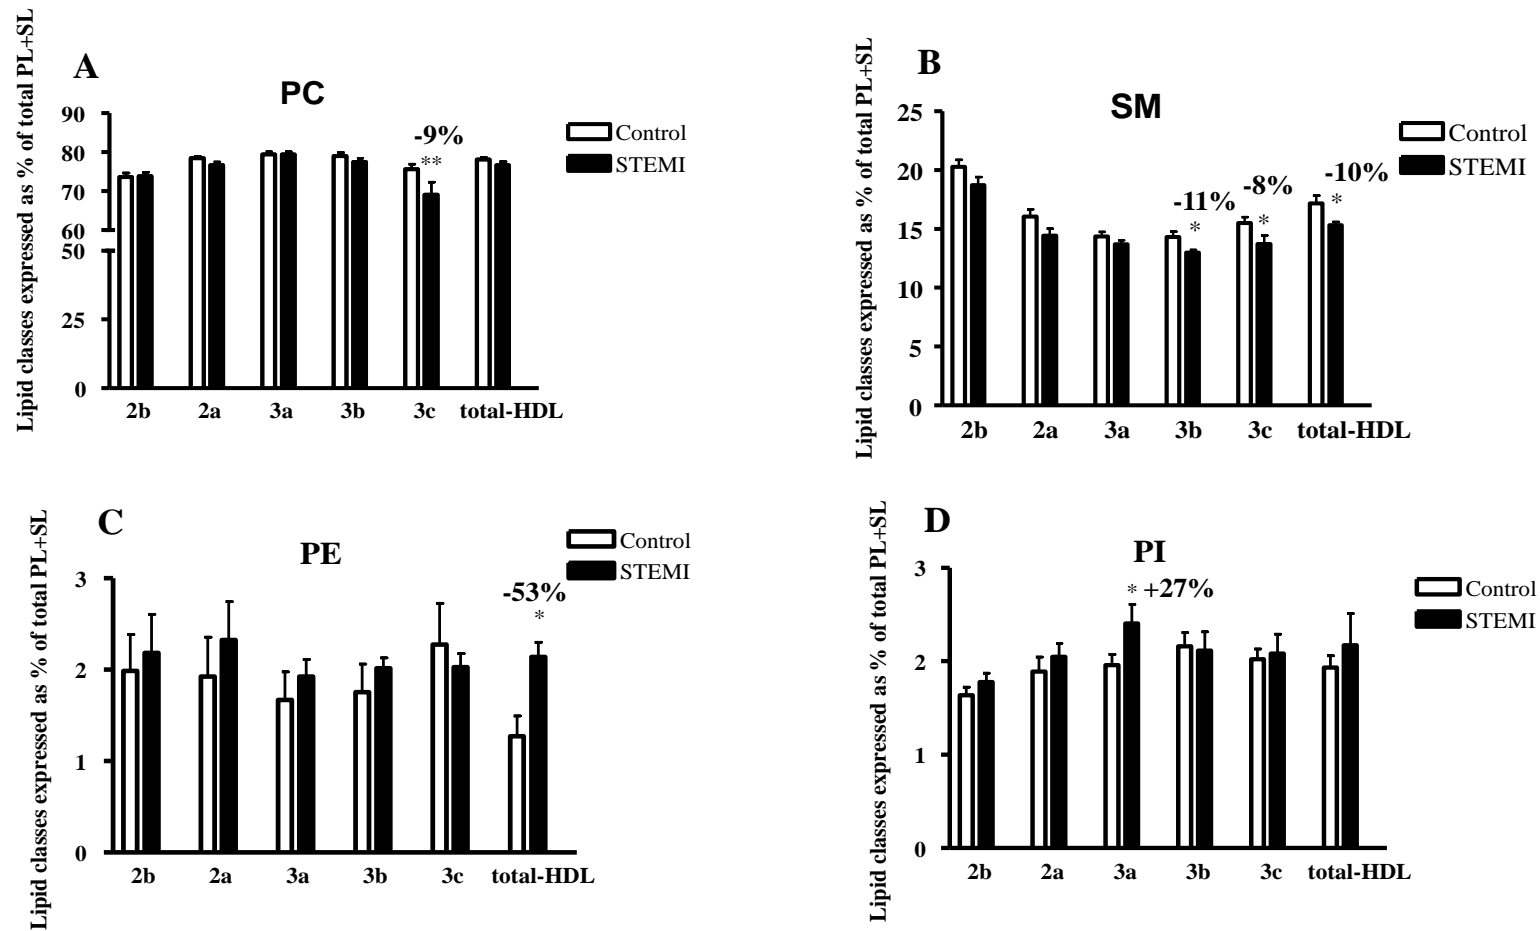 A
PC
Lipid classes expressed as % of total PL+SL
90
80
70
60
50
25
0
-9%
**
Control
STEMI
2b 2a 3a 3b 3c total-HDL
B
SM
Lipid classes expressed as % of total PL+SL
25
20
15
10
5
0
-11%
*
-8%
*
-10%
*
Control
STEMI
2b 2a 3a 3b 3c total-HDL
C
PE
Lipid classes expressed as % of total PL+SL
3
2
1
0
-53%
*
Control
STEMI
2b 2a 3a 3b 3c total-HDL
D
PI
Lipid classes expressed as % of total PL+SL
3
2
1
0
* +27%
Control
STEMI
2b 2a 3a 3b 3c total-HDL